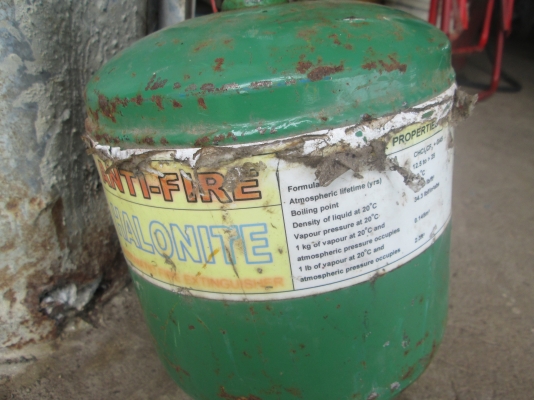 ANTI-FIRE
HALONITE
FIRE EXTINGUISHER
PROPERTIES
Formula
Atmospheric lifetime (yrs)
Boiling point
Density of liquid at 20°C
Vapour pressure at 20°C
1 kg of vapour at 20°C and
atmospheric pressure occupies
1 lb of vapour at 20°C and
atmospheric pressure occupies